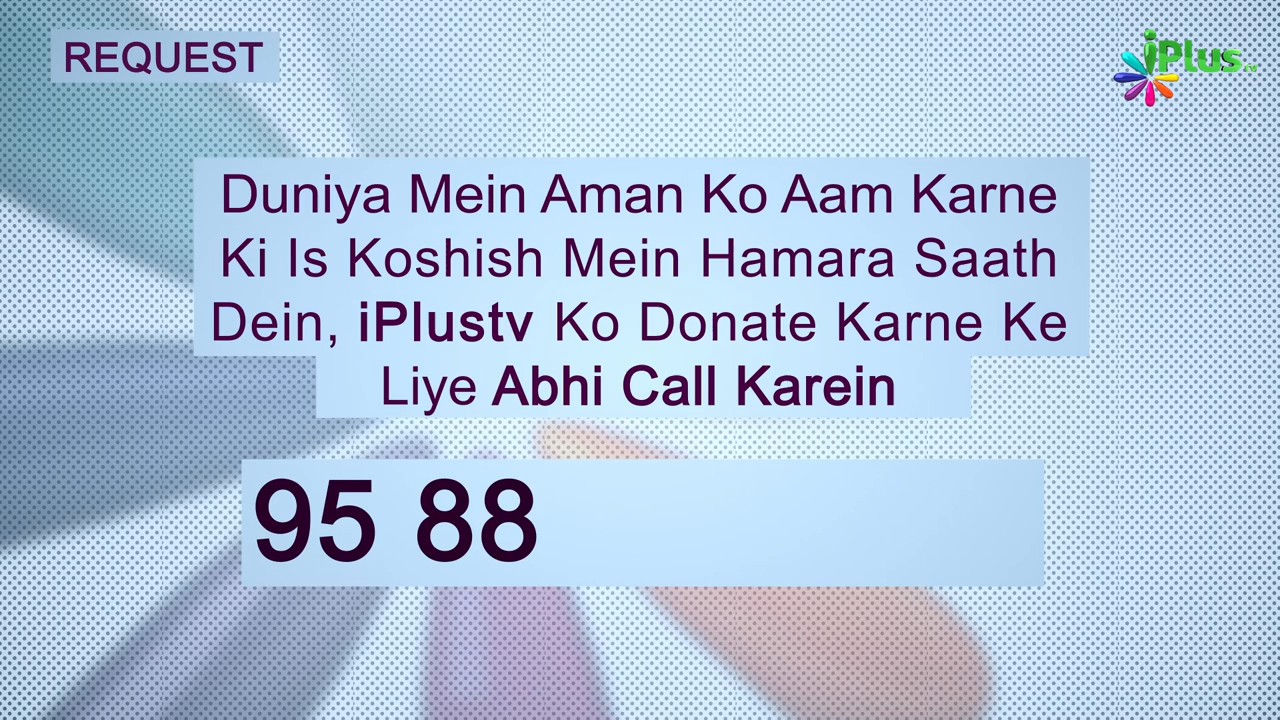 REQUEST
iPlus.tv
Duniya Mein Aman Ko Aam Karne
Ki Is Koshish Mein Hamara Saath
Dein, iPlustv Ko Donate Karne Ke
Liye Abhi Call Karein
95 88